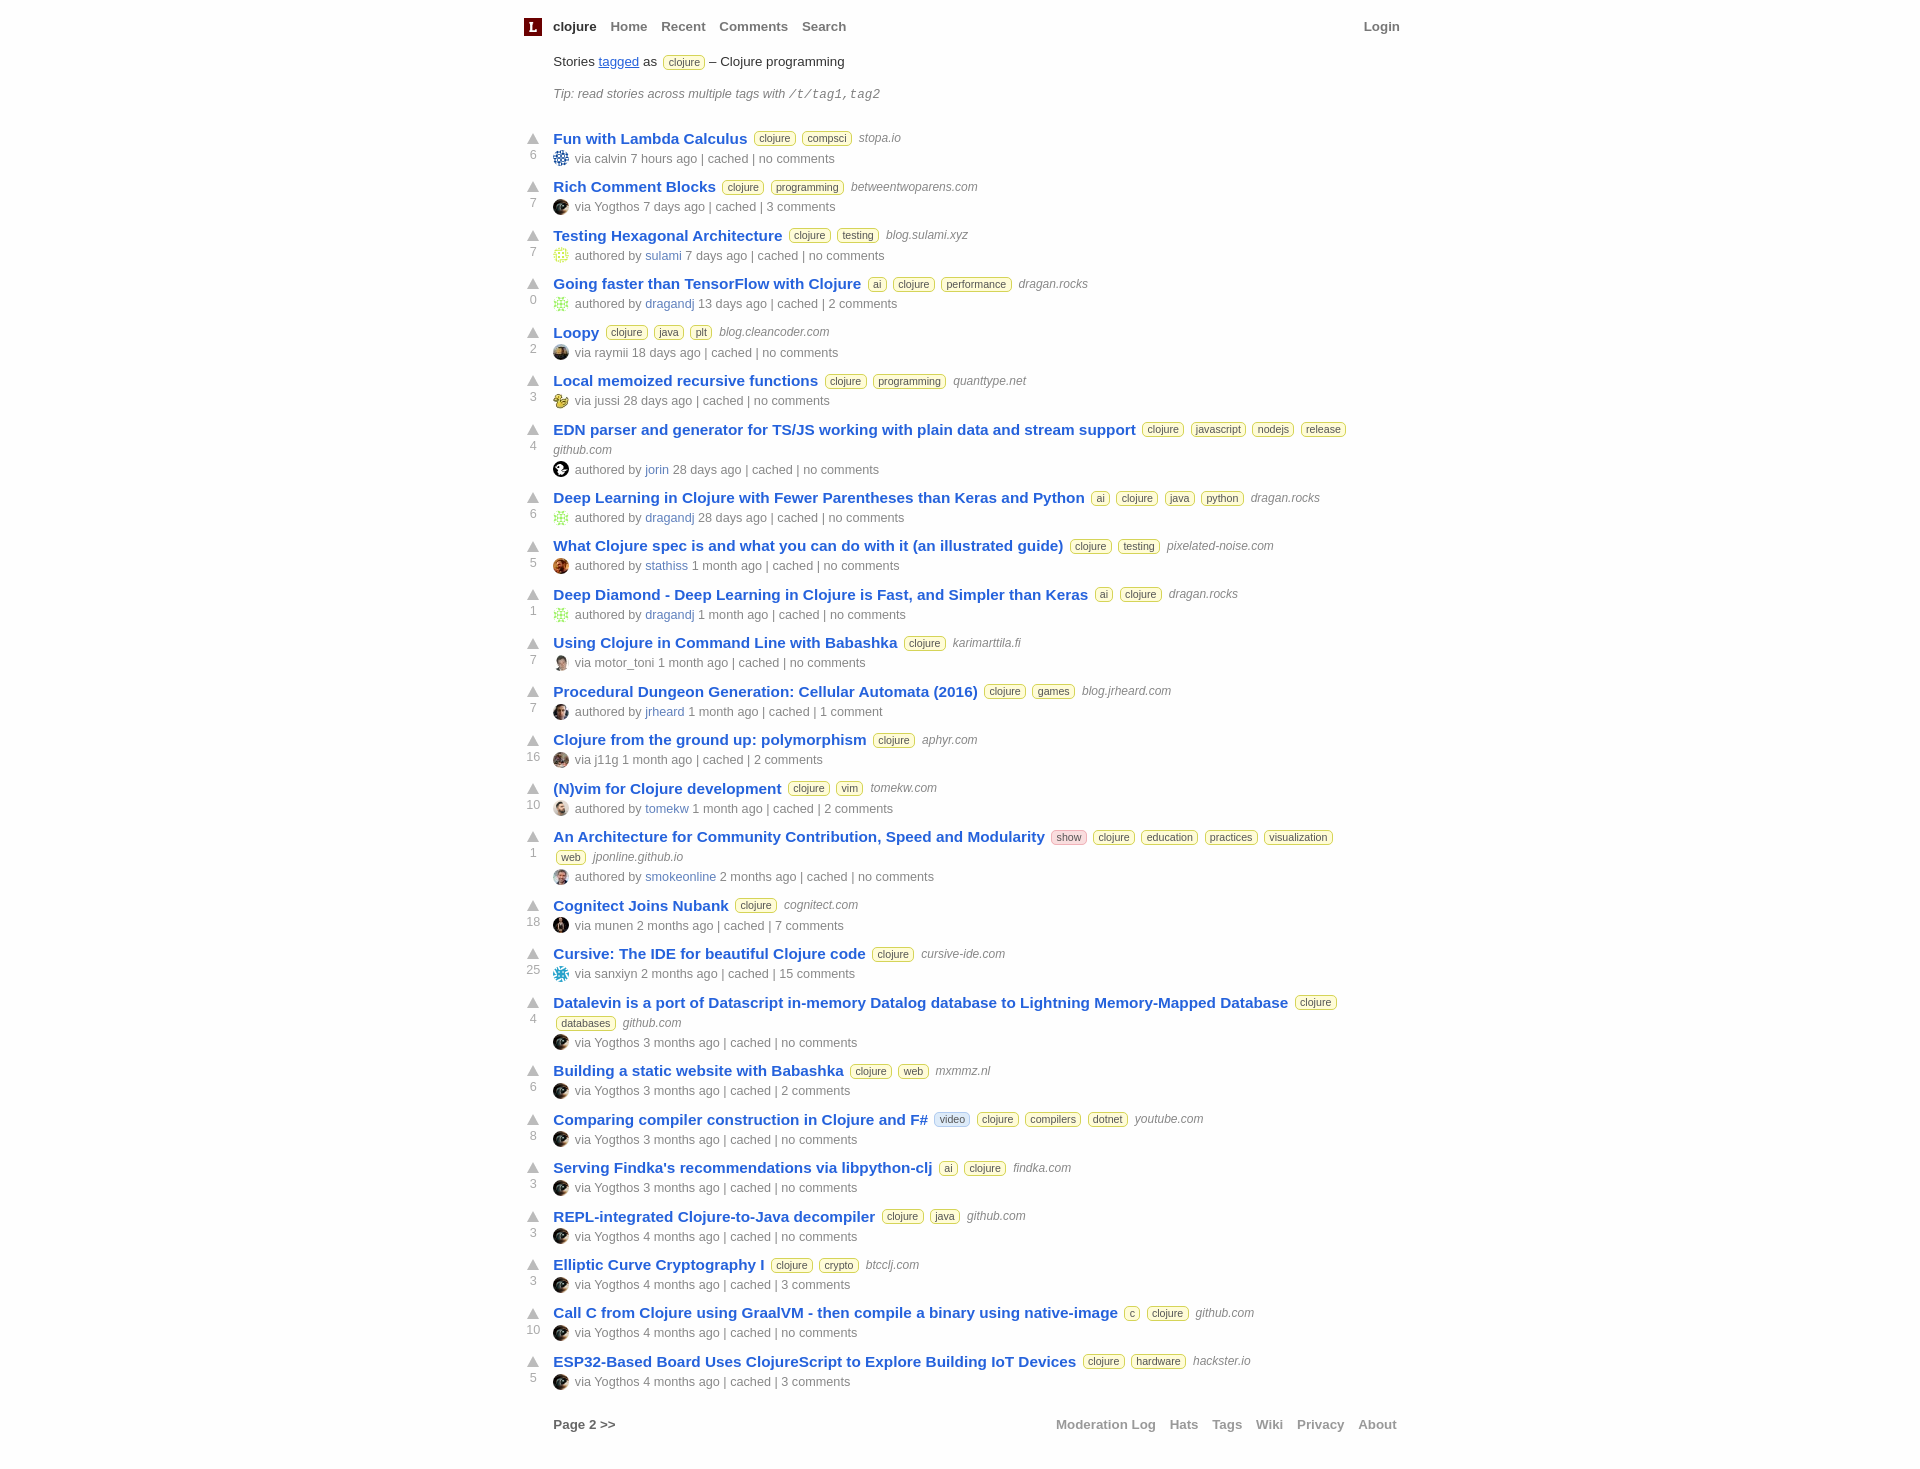 L clojure Home Recent Comments Search Login
Stories tagged as clojure – Clojure programming
Tip: read stories across multiple tags with /t/tag1,tag2
Fun with Lambda Calculus clojure compsci stopa.io
6 via calvin 7 hours ago | cached | no comments
Rich Comment Blocks clojure programming betweentwoparens.com
7 via Yogthos 7 days ago | cached | 3 comments
Testing Hexagonal Architecture clojure testing blog.sulami.xyz
7 authored by sulami 7 days ago | cached | no comments
Going faster than TensorFlow with Clojure ai clojure performance dragan.rocks
0 authored by dragandj 13 days ago | cached | 2 comments
Loopy clojure java plt blog.cleancoder.com
2 via raymii 18 days ago | cached | no comments
Local memoized recursive functions clojure programming quanttype.net
3 via jussi 28 days ago | cached | no comments
EDN parser and generator for TS/JS working with plain data and stream support clojure javascript nodejs release
4 github.com
authored by jorin 28 days ago | cached | no comments
Deep Learning in Clojure with Fewer Parentheses than Keras and Python ai clojure java python dragan.rocks
6 authored by dragandj 28 days ago | cached | no comments
What Clojure spec is and what you can do with it (an illustrated guide) clojure testing pixelated-noise.com
5 authored by stathiss 1 month ago | cached | no comments
Deep Diamond - Deep Learning in Clojure is Fast, and Simpler than Keras ai clojure dragan.rocks
1 authored by dragandj 1 month ago | cached | no comments
Using Clojure in Command Line with Babashka clojure karimarttila.fi
7 via motor_toni 1 month ago | cached | no comments
Procedural Dungeon Generation: Cellular Automata (2016) clojure games blog.jrheard.com
7 authored by jrheard 1 month ago | cached | 1 comment
Clojure from the ground up: polymorphism clojure aphyr.com
16 via j11g 1 month ago | cached | 2 comments
(N)vim for Clojure development clojure vim tomekw.com
10 authored by tomekw 1 month ago | cached | 2 comments
An Architecture for Community Contribution, Speed and Modularity show clojure education practices visualization
1 web jponline.github.io
authored by smokeonline 2 months ago | cached | no comments
Cognitect Joins Nubank clojure cognitect.com
18 via munen 2 months ago | cached | 7 comments
Cursive: The IDE for beautiful Clojure code clojure cursive-ide.com
25 via sanxiyn 2 months ago | cached | 15 comments
Datalevin is a port of Datascript in-memory Datalog database to Lightning Memory-Mapped Database clojure
4 databases github.com
via Yogthos 3 months ago | cached | no comments
Building a static website with Babashka clojure web mxmmz.nl
6 via Yogthos 3 months ago | cached | 2 comments
Comparing compiler construction in Clojure and F# video clojure compilers dotnet youtube.com
8 via Yogthos 3 months ago | cached | no comments
Serving Findka's recommendations via libpython-clj ai clojure findka.com
3 via Yogthos 3 months ago | cached | no comments
REPL-integrated Clojure-to-Java decompiler clojure java github.com
3 via Yogthos 4 months ago | cached | no comments
Elliptic Curve Cryptography I clojure crypto btcclj.com
3 via Yogthos 4 months ago | cached | 3 comments
Call C from Clojure using GraalVM - then compile a binary using native-image c clojure github.com
10 via Yogthos 4 months ago | cached | no comments
ESP32-Based Board Uses ClojureScript to Explore Building IoT Devices clojure hardware hackster.io
5 via Yogthos 4 months ago | cached | 3 comments
Page 2 >> Moderation Log Hats Tags Wiki Privacy About